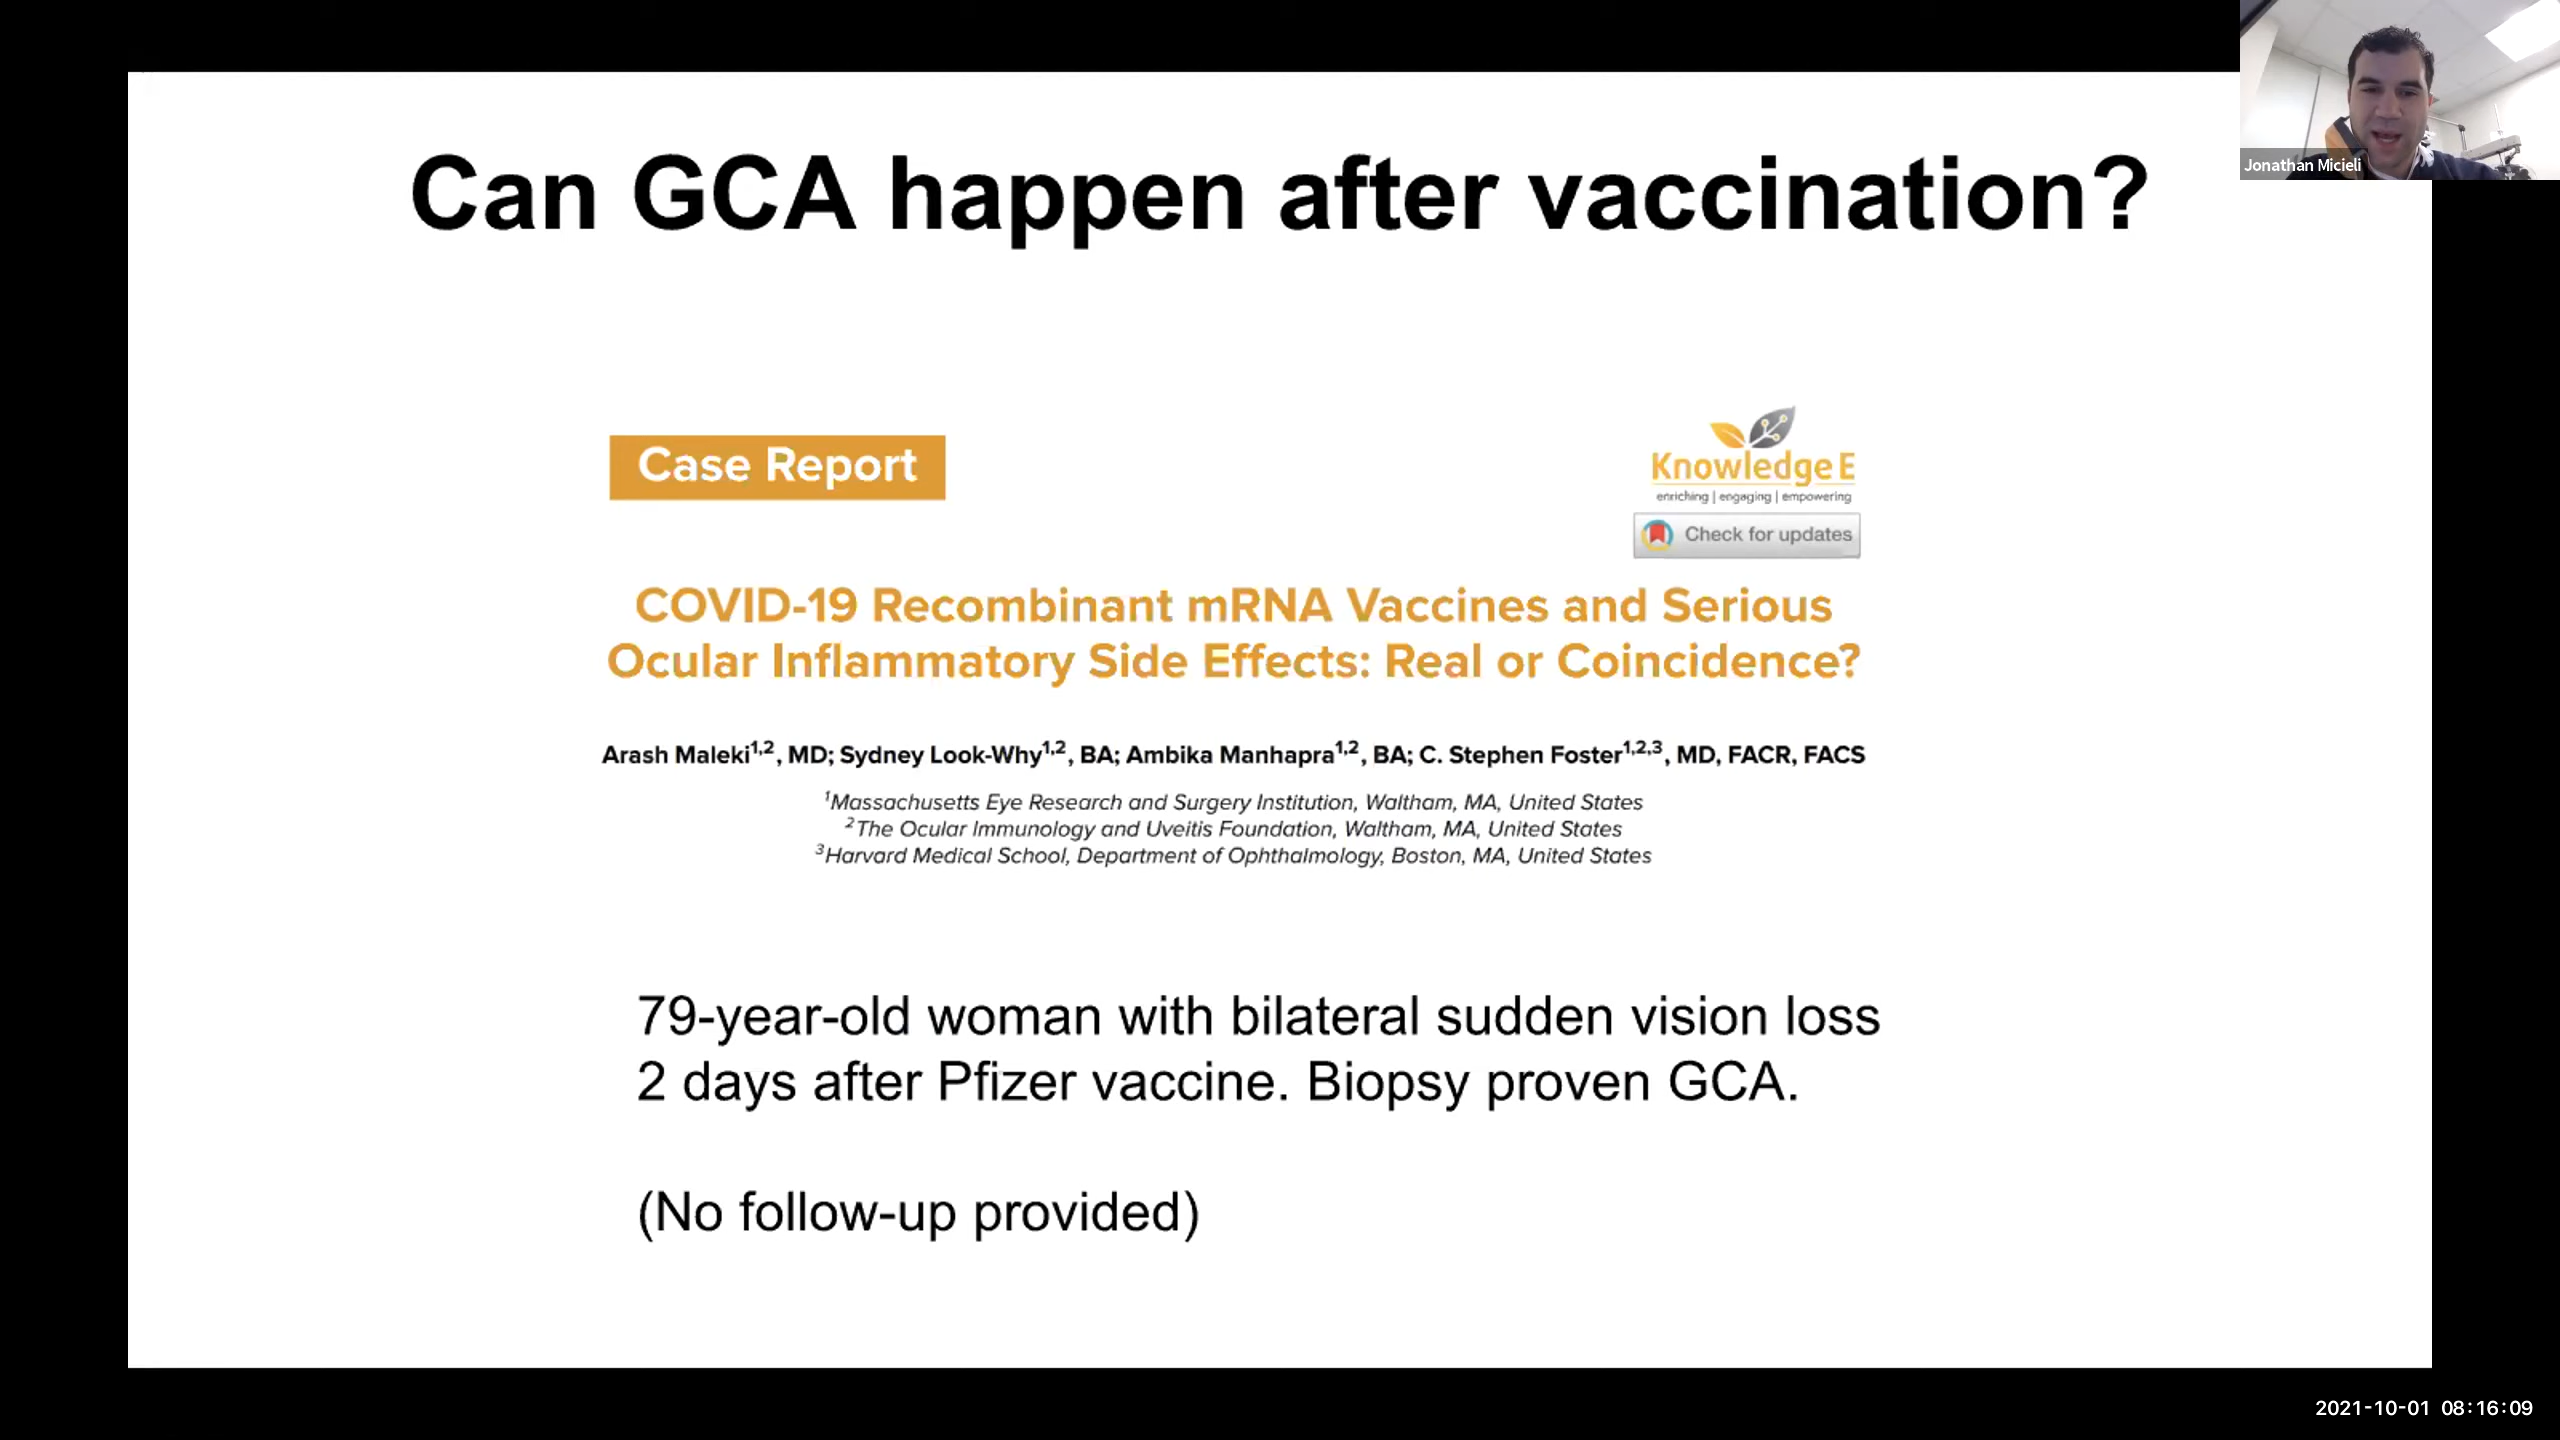 Can GCA happen after vaccination?
Jonathan Micieli
Case Report
Knowledge E
enriching | engaging | empowering
Check for updates
COVID-19 Recombinant mRNA Vaccines and Serious
Ocular Inflammatory Side Effects: Real or Coincidence?
Arash Maleki1,2, MD; Sydney Look-Why1,2, BA; Ambika Manhapra1,2, BA; C. Stephen Foster1,2,3, MD, FACR, FACS
1Massachusetts Eye Research and Surgery Institution, Waltham, MA, United States
2The Ocular Immunology and Uveitis Foundation, Waltham, MA, United States
3Harvard Medical School, Department of Ophthalmology, Boston, MA, United States
79-year-old woman with bilateral sudden vision loss
2 days after Pfizer vaccine. Biopsy proven GCA.
(No follow-up provided)
2021-10-01 08:16:09